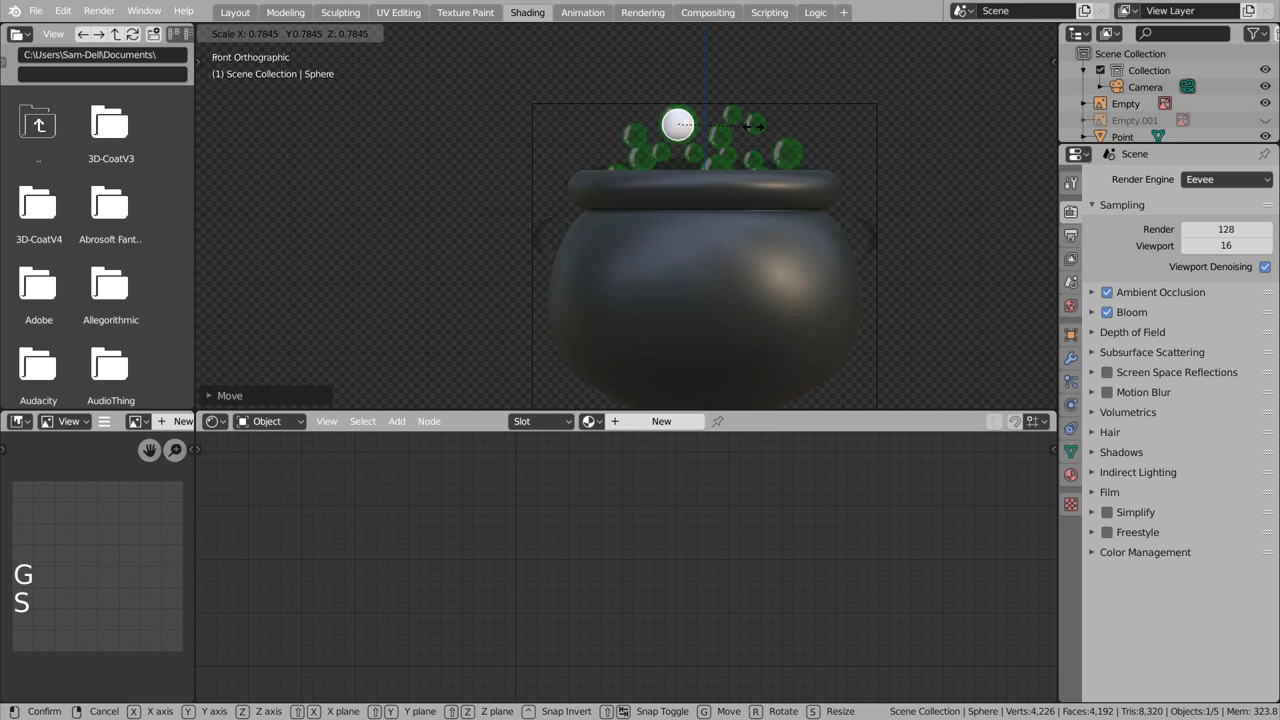 File Edit Render Window Help Layout Modeling Sculpting UV Editing Texture Paint Shading Animation Rendering Compositing Scripting Logic + Scene View Layer
View
Scale X: 0.7845 Y: 0.7845 Z: 0.7845
C:\Users\Sam-Dell\Documents\
Front Orthographic
(1) Scene Collection | Sphere
Scene Collection
Collection
Camera
Empty
Empty.001
Point
..
3D-CoatV3
3D-CoatV4
Abrosoft Fant..
Adobe
Allegorithmic
Audacity
AudioThing
Move
Scene
Render Engine Eevee
Sampling
Render 128
Viewport 16
Viewport Denoising
Ambient Occlusion
Bloom
Depth of Field
Subsurface Scattering
Screen Space Reflections
Motion Blur
Volumetrics
Hair
Shadows
Indirect Lighting
Film
Simplify
Freestyle
Color Management
View + New
Object View Select Add Node Slot + New
G
S
Confirm Cancel X X axis Y Y axis Z Z axis X X plane Y Y plane Z Z plane ^ Snap Invert Snap Toggle G Move R Rotate S Resize Scene Collection | Sphere | Verts:4,226 | Faces:4,192 | Tris:8,320 | Objects:1/5 | Mem: 323.8